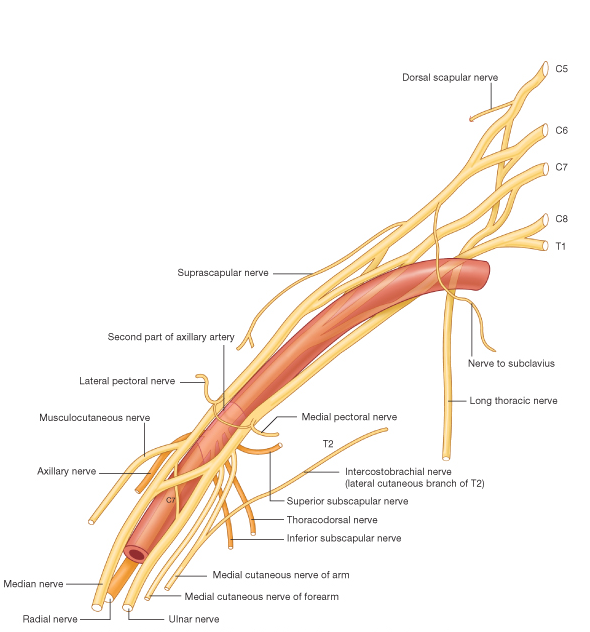 C5
Dorsal scapular nerve
C6
C7
C8
T1
Suprascapular nerve
Second part of axillary artery
Nerve to subclavius
Lateral pectoral nerve
Long thoracic nerve
Musculocutaneous nerve
Medial pectoral nerve
T2
Axillary nerve
Intercostobrachial nerve
(lateral cutaneous branch of T2)
C7
Superior subscapular nerve
Thoracodorsal nerve
Inferior subscapular nerve
Medial cutaneous nerve of arm
Median nerve
Medial cutaneous nerve of forearm
Radial nerve
Ulnar nerve